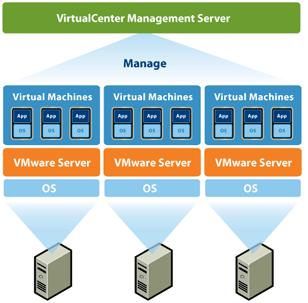 VirtualCenter Management Server
Manage
Virtual Machines Virtual Machines Virtual Machines
App App App App App App App App App
OS OS OS OS OS OS OS OS OS
VMware Server VMware Server VMware Server
OS OS OS